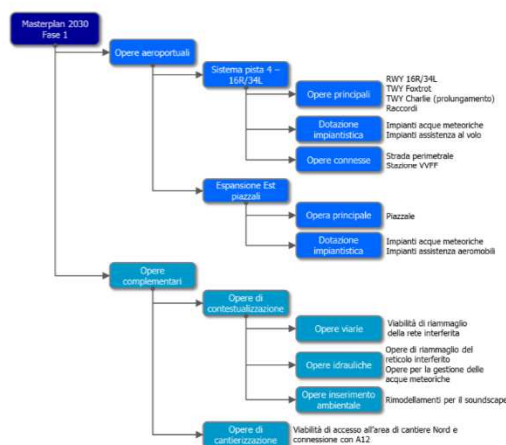 Masterplan 2030
Fase 1
Opere aeroportuali
Sistema pista 4 –
16R/34L
Opere principali
RWY 16R/34L
TWY Foxtrot
TWY Charlie (prolungamento)
Raccordi
Dotazione
impiantistica
Impianti acque meteoriche
Impianti assistenza al volo
Opere connesse
Strada perimetrale
Stazione VVFF
Espansione Est
piazzali
Opera principale
Piazzale
Dotazione
impiantistica
Impianti acque meteoriche
Impianti assistenza aeromobili
Opere
complementari
Opere di
contestualizzazione
Opere viarie
Viabilità di riammaglio
della rete interferita
Opere idrauliche
Opere di riammaglio del
reticolo interferito
Opere per la gestione delle
acque meteoriche
Opere inserimento
ambientale
Rimodellamenti per il soundscape
Opere di
cantierizzazione
Viabilità di accesso all'area di cantiere Nord e
connessione con A12